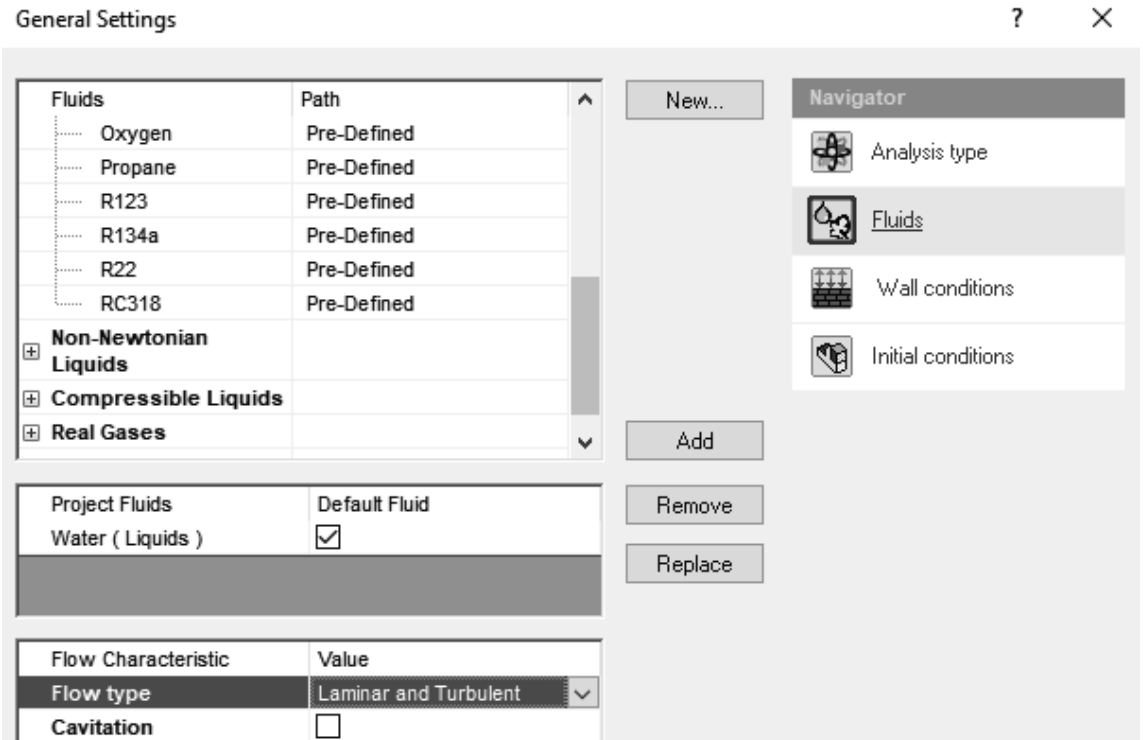 General Settings ? ×
Fluids Path
Oxygen Pre-Defined
Propane Pre-Defined
R123 Pre-Defined
R134a Pre-Defined
R22 Pre-Defined
RC318 Pre-Defined
Non-Newtonian
Liquids
Compressible Liquids
Real Gases
New...
Add
Navigator
Analysis type
Fluids
Wall conditions
Initial conditions
Project Fluids Default Fluid
Water ( Liquids )
Remove
Replace
Flow Characteristic Value
Flow type Laminar and Turbulent
Cavitation